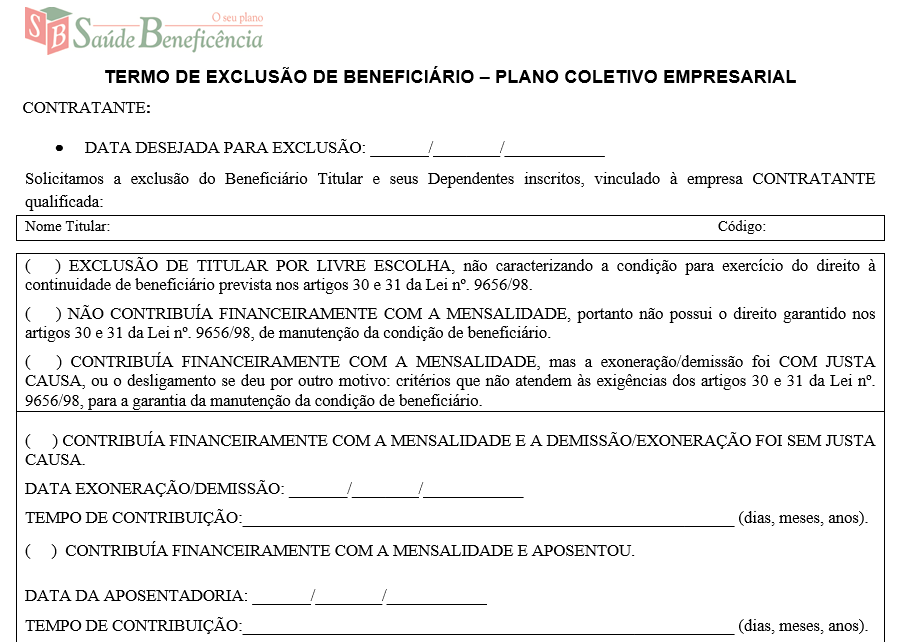 SB
O seu plano
Saúde Beneficência
TERMO DE EXCLUSÃO DE BENEFICIÁRIO – PLANO COLETIVO EMPRESARIAL
CONTRATANTE:
• DATA DESEJADA PARA EXCLUSÃO: _______/________/____________
Solicitamos a exclusão do Beneficiário Titular e seus Dependentes inscritos, vinculado à empresa CONTRATANTE
qualificada:
Nome Titular: Código:
( ) EXCLUSÃO DE TITULAR POR LIVRE ESCOLHA, não caracterizando a condição para exercício do direito à
continuidade de beneficiário prevista nos artigos 30 e 31 da Lei nº. 9656/98.
( ) NÃO CONTRIBUÍA FINANCEIRAMENTE COM A MENSALIDADE, portanto não possui o direito garantido nos
artigos 30 e 31 da Lei nº. 9656/98, de manutenção da condição de beneficiário.
( ) CONTRIBUÍA FINANCEIRAMENTE COM A MENSALIDADE, mas a exoneração/demissão foi COM JUSTA
CAUSA, ou o desligamento se deu por outro motivo: critérios que não atendem às exigências dos artigos 30 e 31 da Lei nº.
9656/98, para a garantia da manutenção da condição de beneficiário.
( ) CONTRIBUÍA FINANCEIRAMENTE COM A MENSALIDADE E A DEMISSÃO/EXONERAÇÃO FOI SEM JUSTA
CAUSA.
DATA EXONERAÇÃO/DEMISSÃO: _______/________/____________
TEMPO DE CONTRIBUIÇÃO:____________________________________________________________ (dias, meses, anos).
( ) CONTRIBUÍA FINANCEIRAMENTE COM A MENSALIDADE E APOSENTOU.
DATA DA APOSENTADORIA: _______/________/____________
TEMPO DE CONTRIBUIÇÃO:____________________________________________________________ (dias, meses, anos).